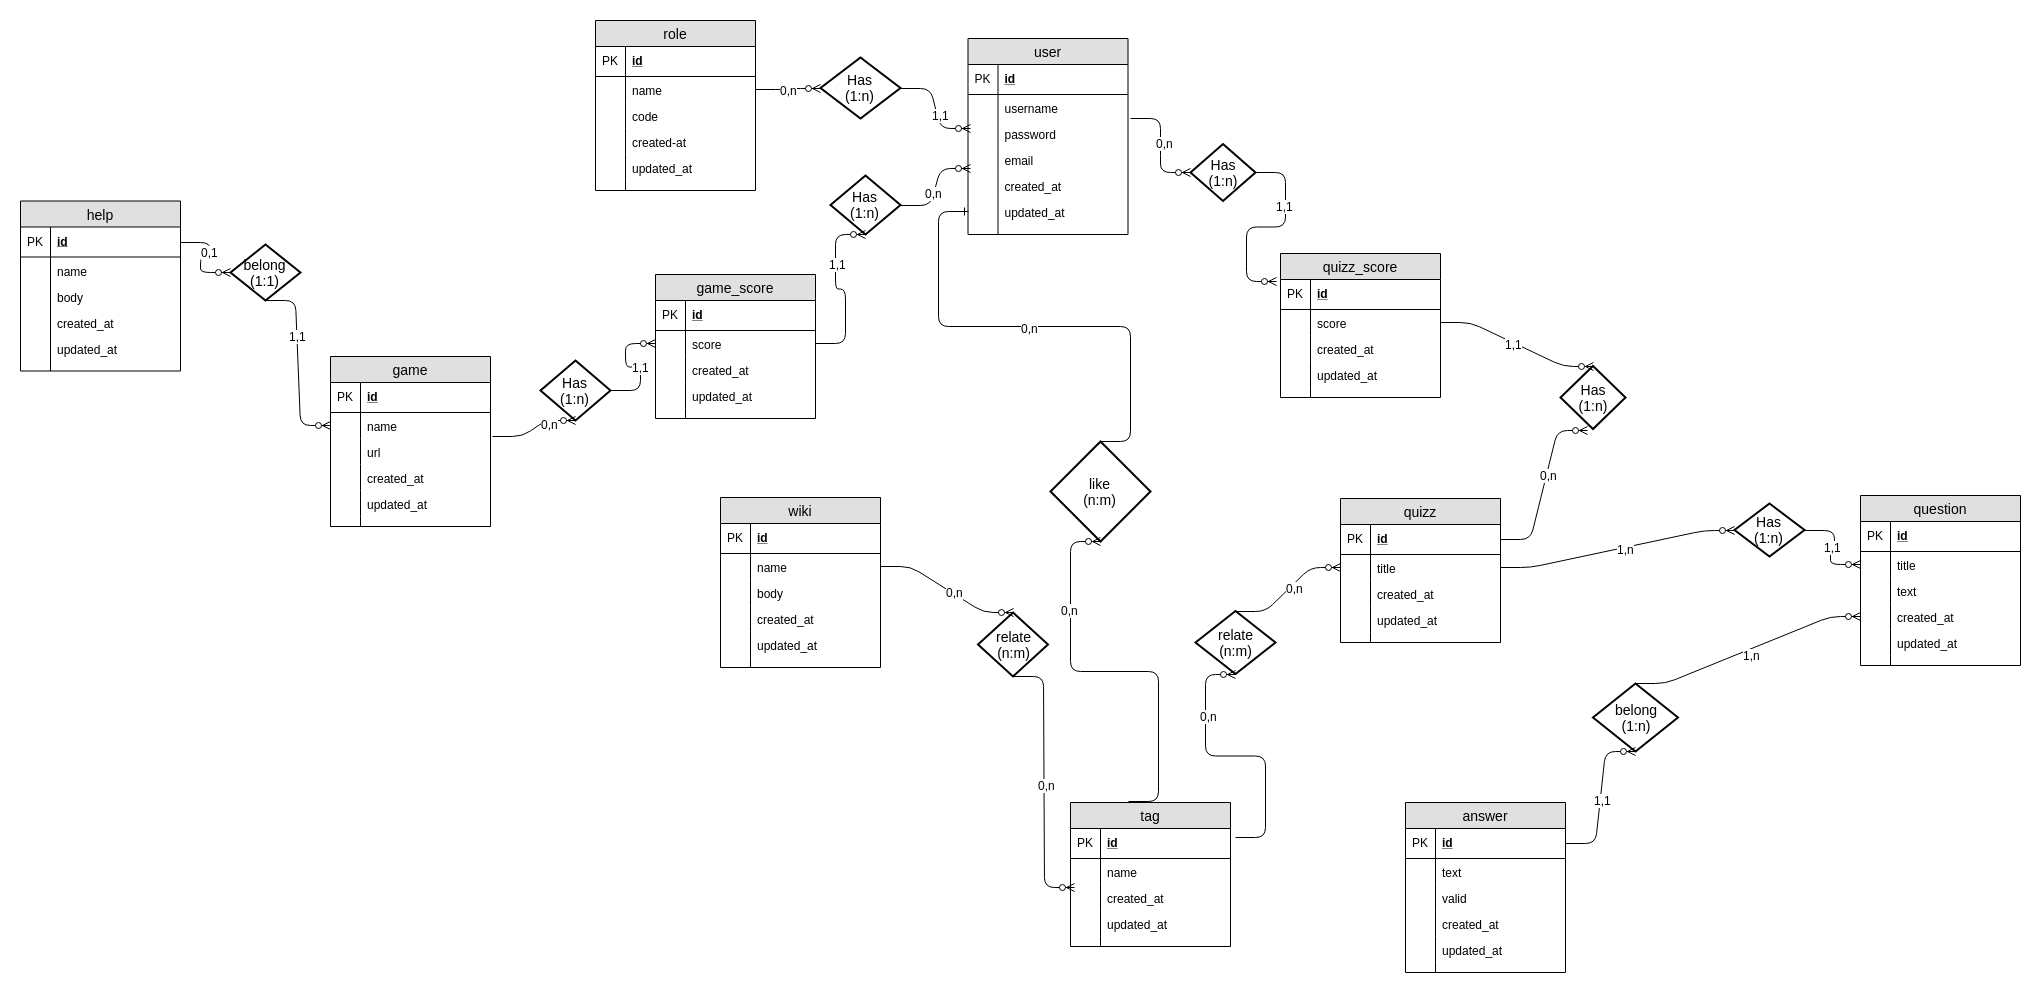 role
PK id
name
code
created-at
updated_at
0,n
Has
(1:n)
1,1
user
PK id
username
password
email
created_at
updated_at
0,n
Has
(1:n)
1,1
Has
(1:n)
0,n
1,1
help
PK id
name
body
created_at
updated_at
0,1
belong
(1:1)
1,1
game_score
PK id
score
created_at
updated_at
quizz_score
PK id
score
created_at
updated_at
1,1
Has
(1:n)
0,n
game
PK id
name
url
created_at
updated_at
0,n
Has
(1:n)
1,1
0,n
like
(n:m)
0,n
wiki
PK id
name
body
created_at
updated_at
0,n
relate
(n:m)
0,n
quizz
PK id
title
created_at
updated_at
0,n
relate
(n:m)
0,n
1,n
Has
(1:n)
1,1
question
PK id
title
text
created_at
updated_at
1,n
belong
(1:n)
1,1
tag
PK id
name
created_at
updated_at
answer
PK id
text
valid
created_at
updated_at